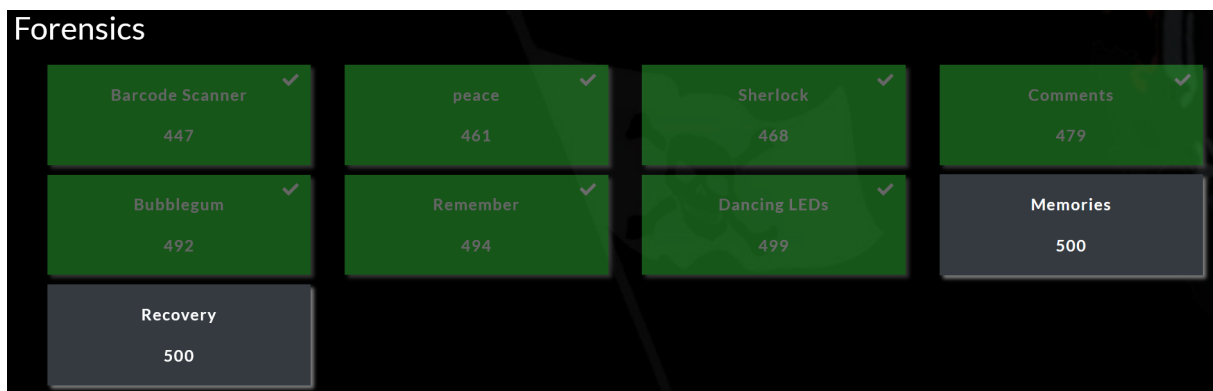 Forensics
Barcode Scanner
447
peace
461
Sherlock
468
Comments
479
Bubblegum
492
Remember
494
Dancing LEDs
499
Memories
500
Recovery
500